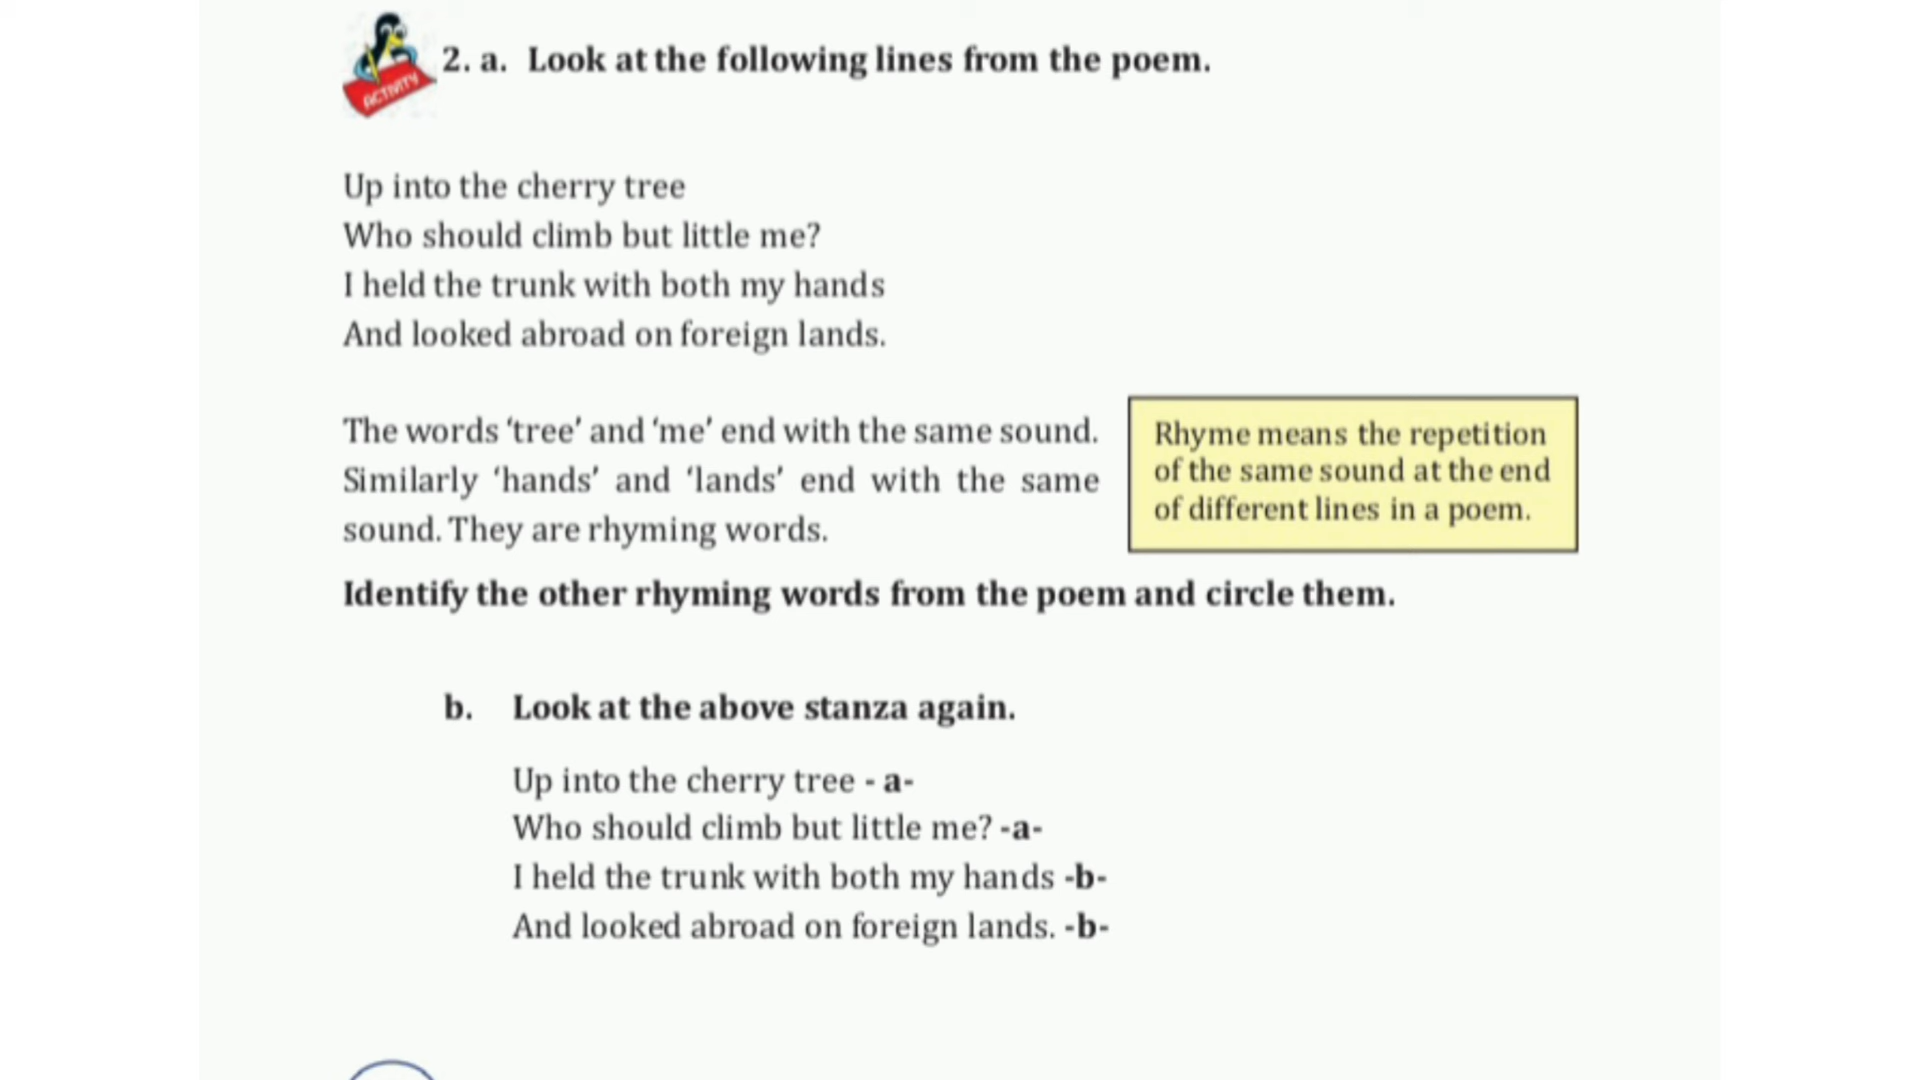 ACTIVITY
2. a. Look at the following lines from the poem.
Up into the cherry tree
Who should climb but little me?
I held the trunk with both my hands
And looked abroad on foreign lands.
The words ‘tree’ and ‘me’ end with the same sound.
Similarly ‘hands’ and ‘lands’ end with the same
sound. They are rhyming words.
Rhyme means the repetition
of the same sound at the end
of different lines in a poem.
Identify the other rhyming words from the poem and circle them.
b. Look at the above stanza again.
Up into the cherry tree - a-
Who should climb but little me? -a-
I held the trunk with both my hands -b-
And looked abroad on foreign lands. -b-